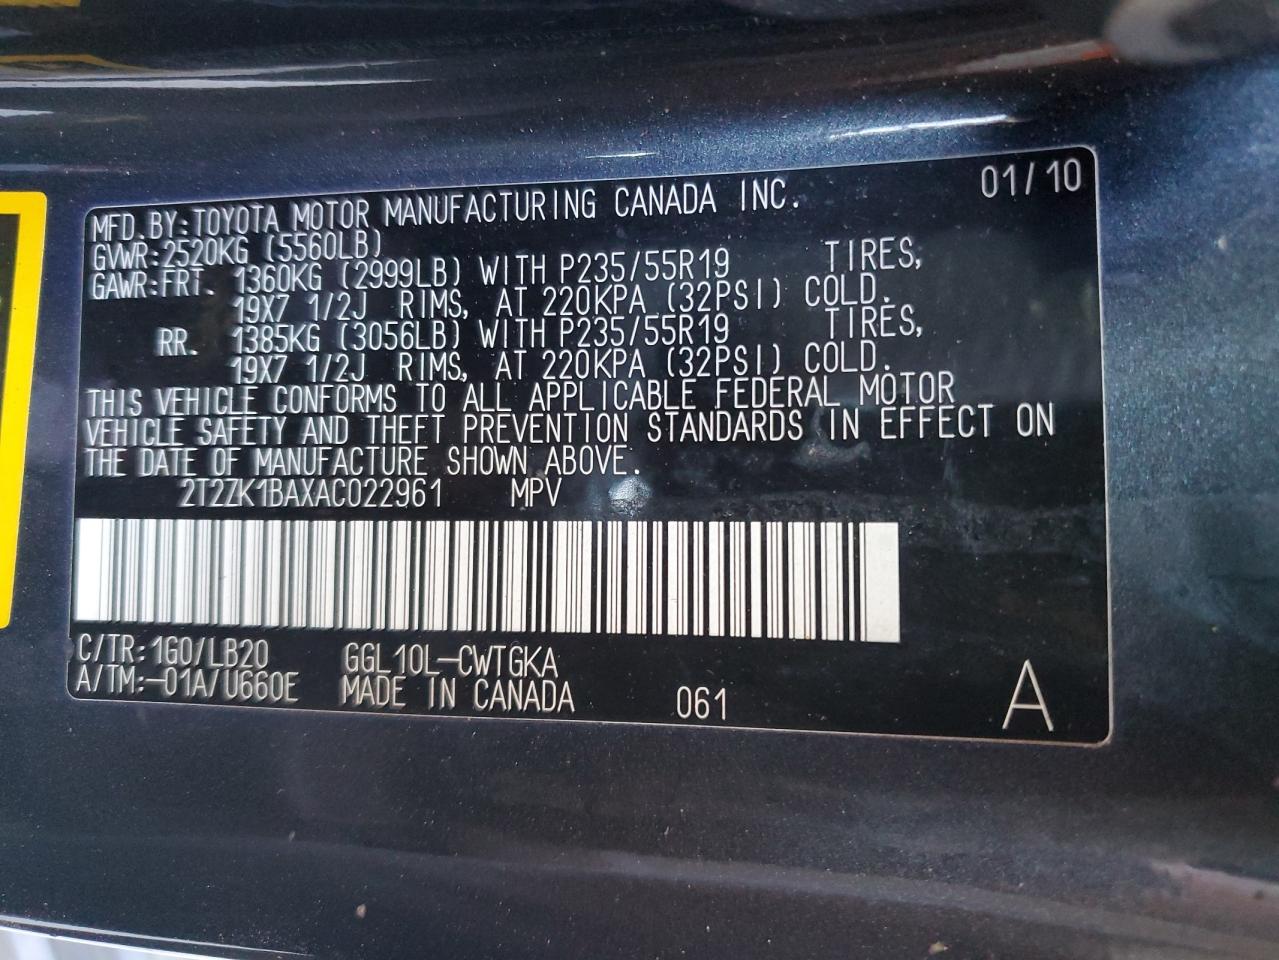 01/10
MFD.BY:TOYOTA MOTOR MANUFACTURING CANADA INC.
GVWR:2520KG (5560LB)
GAWR:FRT. 1360KG (2999LB) WITH P235/55R19 TIRES,
19X7 1/2J RIMS, AT 220KPA (32PSI) COLD.
RR. 1385KG (3056LB) WITH P235/55R19 TIRES,
19X7 1/2J RIMS, AT 220KPA (32PSI) COLD.
THIS VEHICLE CONFORMS TO ALL APPLICABLE FEDERAL MOTOR
VEHICLE SAFETY AND THEFT PREVENTION STANDARDS IN EFFECT ON
THE DATE OF MANUFACTURE SHOWN ABOVE.
2T2ZK1BAXAC022961 MPV
C/TR:1G0/LB20 GGL10L-CWTGKA
A/TM:-01A/U660E MADE IN CANADA 061 A